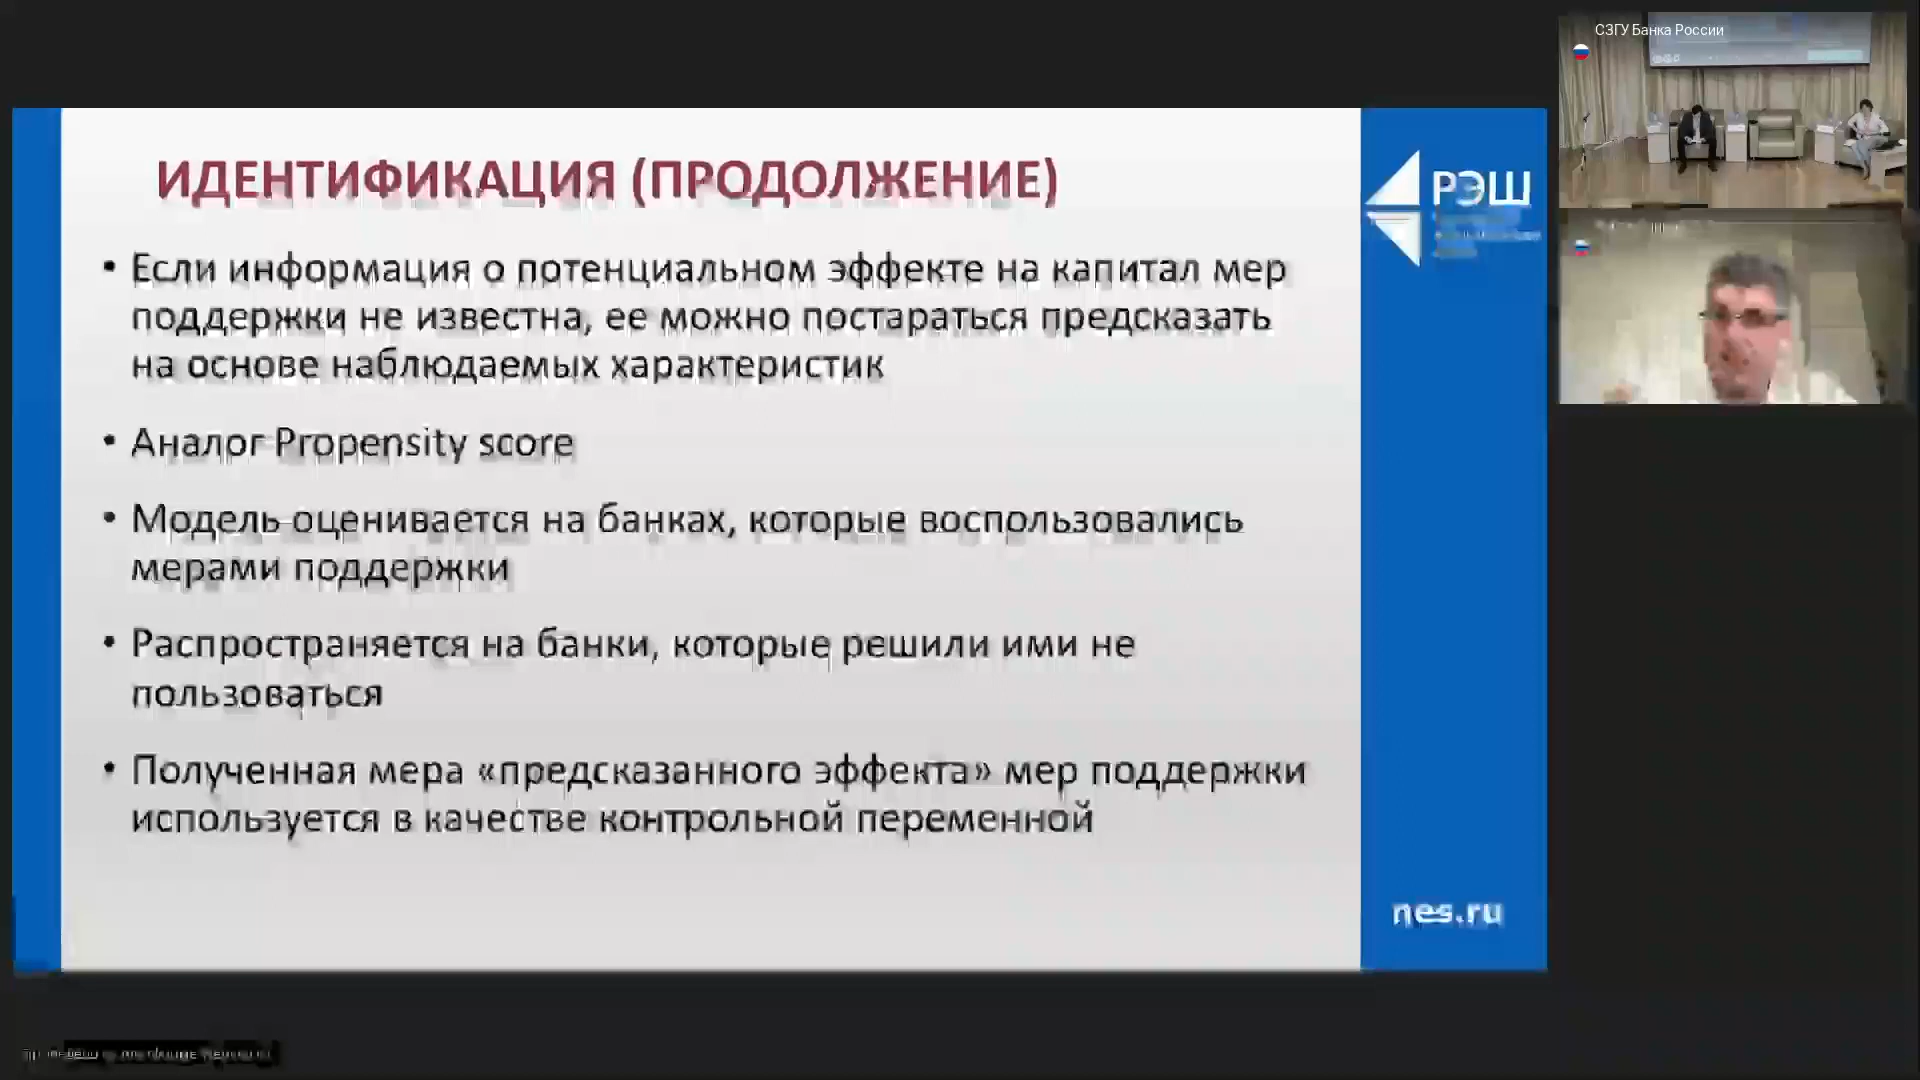 СЗГУ Банка России
ИДЕНТИФИКАЦИЯ (ПРОДОЛЖЕНИЕ)
РЭШ
• Если информация о потенциальном эффекте на капитал мер
поддержки не известна, ее можно постараться предсказать
на основе наблюдаемых характеристик
• Аналог Propensity score
• Модель оценивается на банках, которые воспользовались
мерами поддержки
• Распространяется на банки, которые решили ими не
пользоваться
• Полученная мера «предсказанного эффекта» мер поддержки
используется в качестве контрольной переменной
nes.ru